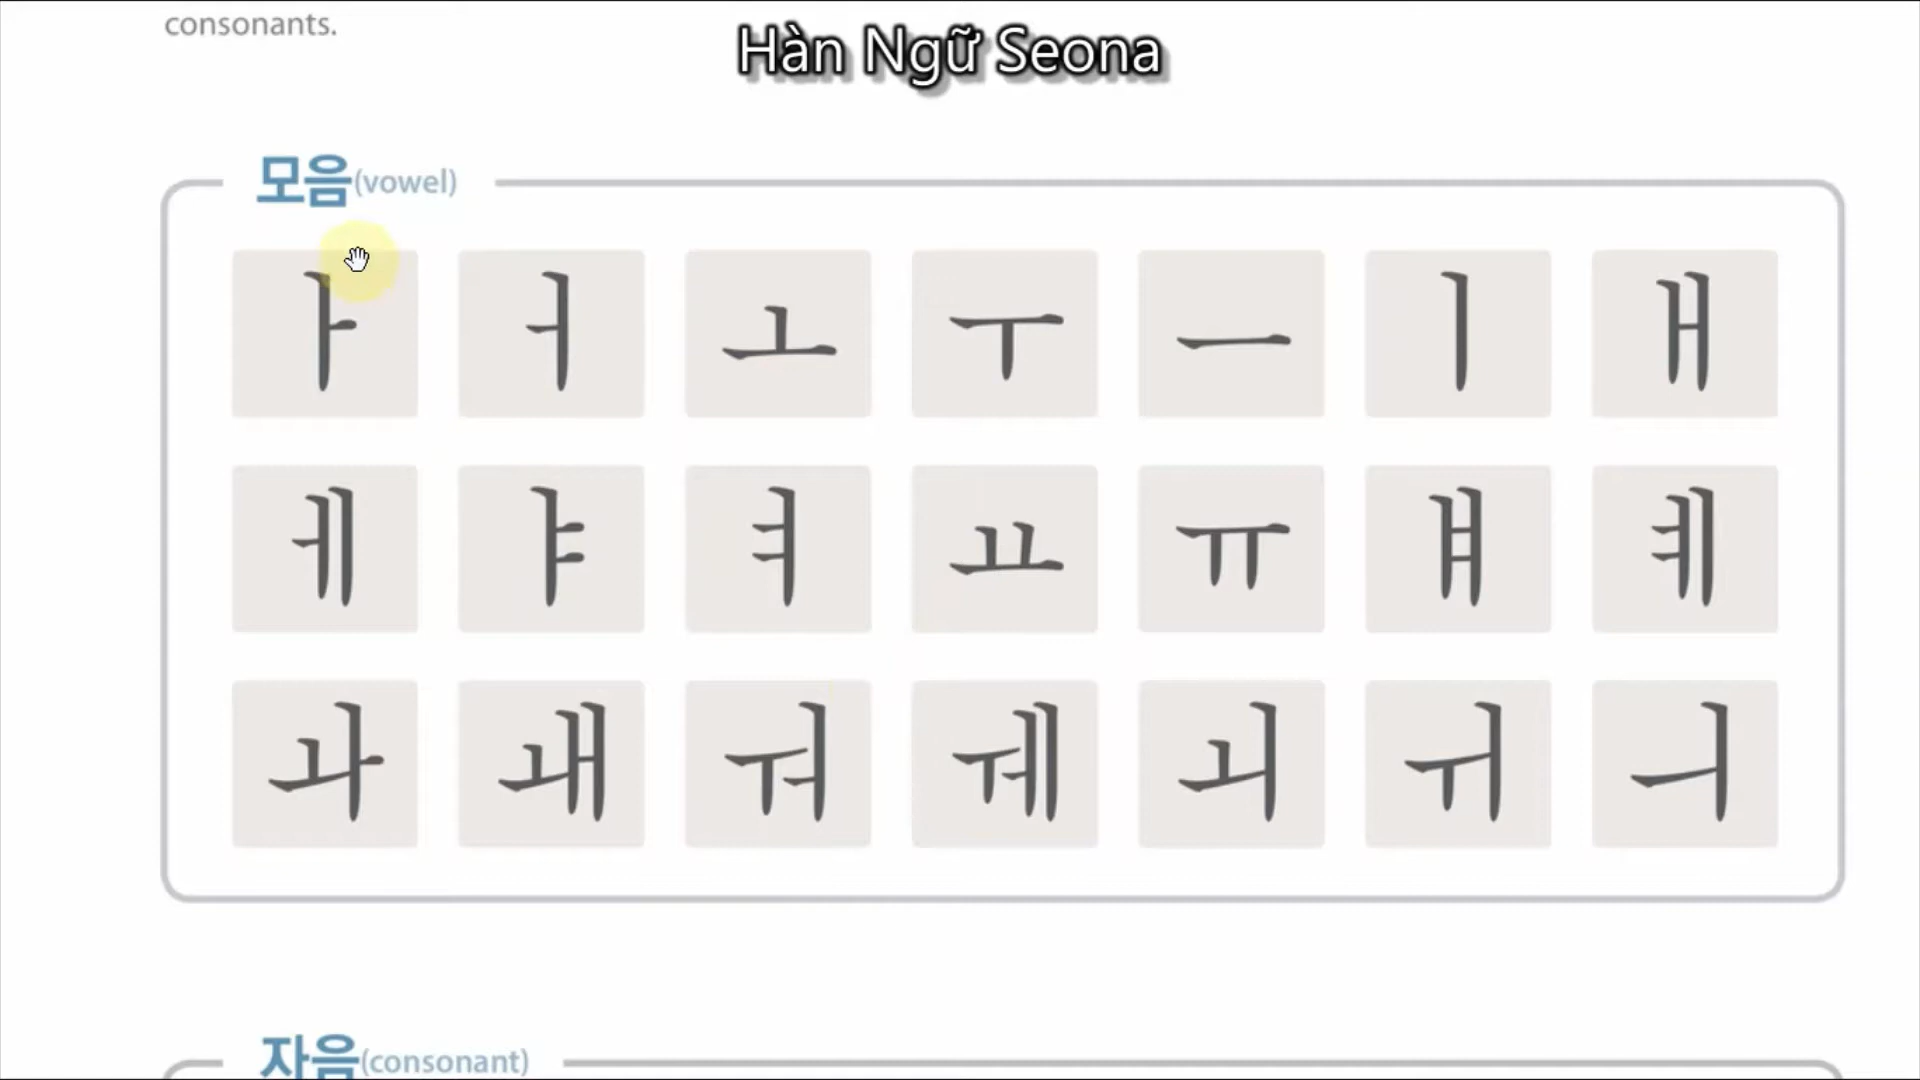 consonants.
Hàn Ngữ Seona
모음(vowel)
ㅏ ㅓ ㅗ ㅜ ㅡ ㅣ ㅐ
ㅔ ㅑ ㅕ ㅛ ㅠ ㅒ ㅖ
ㅘ ㅙ ㅝ ㅞ ㅚ ㅟ ㅢ
자음(consonant)